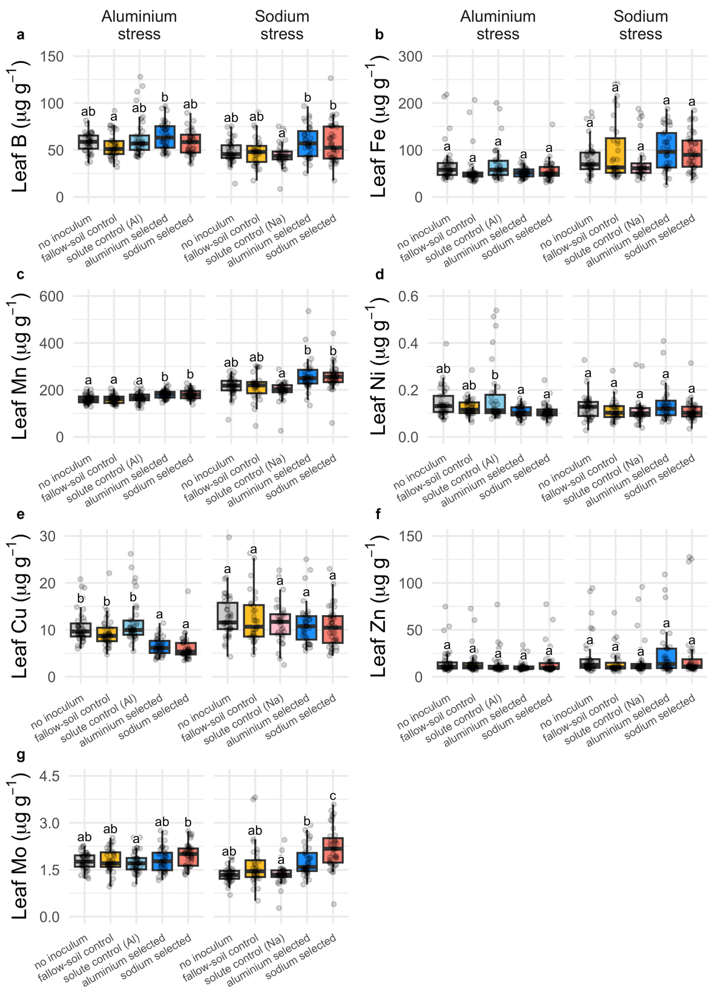 Aluminium
stress
Sodium
stress
Aluminium
stress
Sodium
stress
a
Leaf B (μg g⁻¹)
150
100
50
0
ab
a
ab
b
ab
ab
ab
a
b
b
no inoculum
fallow-soil control
solute control (Al)
aluminium selected
sodium selected
no inoculum
fallow-soil control
solute control (Na)
aluminium selected
sodium selected
b
Leaf Fe (μg g⁻¹)
300
200
100
0
a
a
a
a
a
a
a
a
a
a
no inoculum
fallow-soil control
solute control (Al)
aluminium selected
sodium selected
no inoculum
fallow-soil control
solute control (Na)
aluminium selected
sodium selected
c
Leaf Mn (μg g⁻¹)
600
400
200
0
a
a
a
b
b
ab
ab
a
b
b
no inoculum
fallow-soil control
solute control (Al)
aluminium selected
sodium selected
no inoculum
fallow-soil control
solute control (Na)
aluminium selected
sodium selected
d
Leaf Ni (μg g⁻¹)
0.6
0.4
0.2
0.0
ab
ab
b
a
a
a
a
a
a
a
no inoculum
fallow-soil control
solute control (Al)
aluminium selected
sodium selected
no inoculum
fallow-soil control
solute control (Na)
aluminium selected
sodium selected
e
Leaf Cu (μg g⁻¹)
30
20
10
0
b
b
b
a
a
a
a
a
a
a
no inoculum
fallow-soil control
solute control (Al)
aluminium selected
sodium selected
no inoculum
fallow-soil control
solute control (Na)
aluminium selected
sodium selected
f
Leaf Zn (μg g⁻¹)
150
100
50
0
a
a
a
a
a
a
a
a
a
a
no inoculum
fallow-soil control
solute control (Al)
aluminium selected
sodium selected
no inoculum
fallow-soil control
solute control (Na)
aluminium selected
sodium selected
g
Leaf Mo (μg g⁻¹)
4.5
3.0
1.5
0.0
ab
ab
a
ab
b
ab
ab
a
b
c
no inoculum
fallow-soil control
solute control (Al)
aluminium selected
sodium selected
no inoculum
fallow-soil control
solute control (Na)
aluminium selected
sodium selected